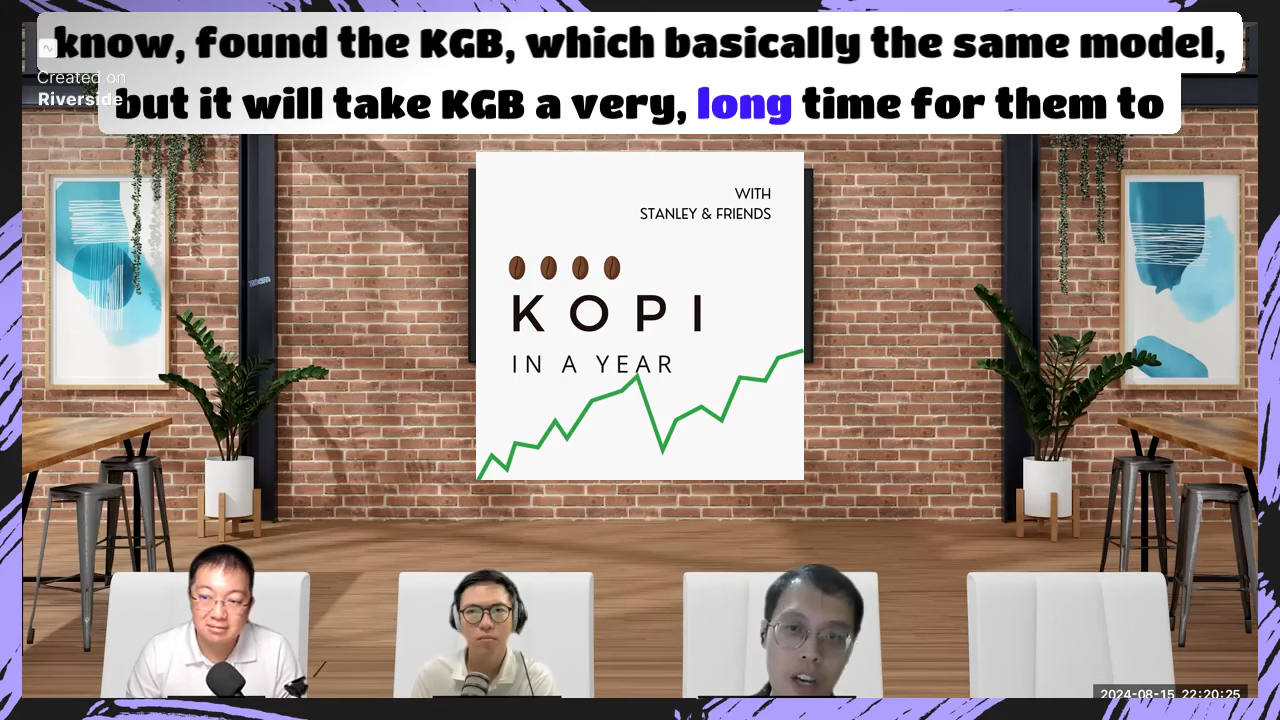 know, found the KGB, which basically the same model,
but it will take KGB a very, long time for them to
Created on
Riverside
WITH
STANLEY & FRIENDS
KOPI
IN A YEAR
2024-08-15 22:20:25